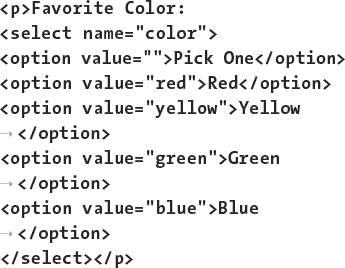 <p>Favorite Color:
<select name="color">
<option value="">Pick One</option>
<option value="red">Red</option>
<option value="yellow">Yellow
→ </option>
<option value="green">Green
→ </option>
<option value="blue">Blue
→ </option>
</select></p>